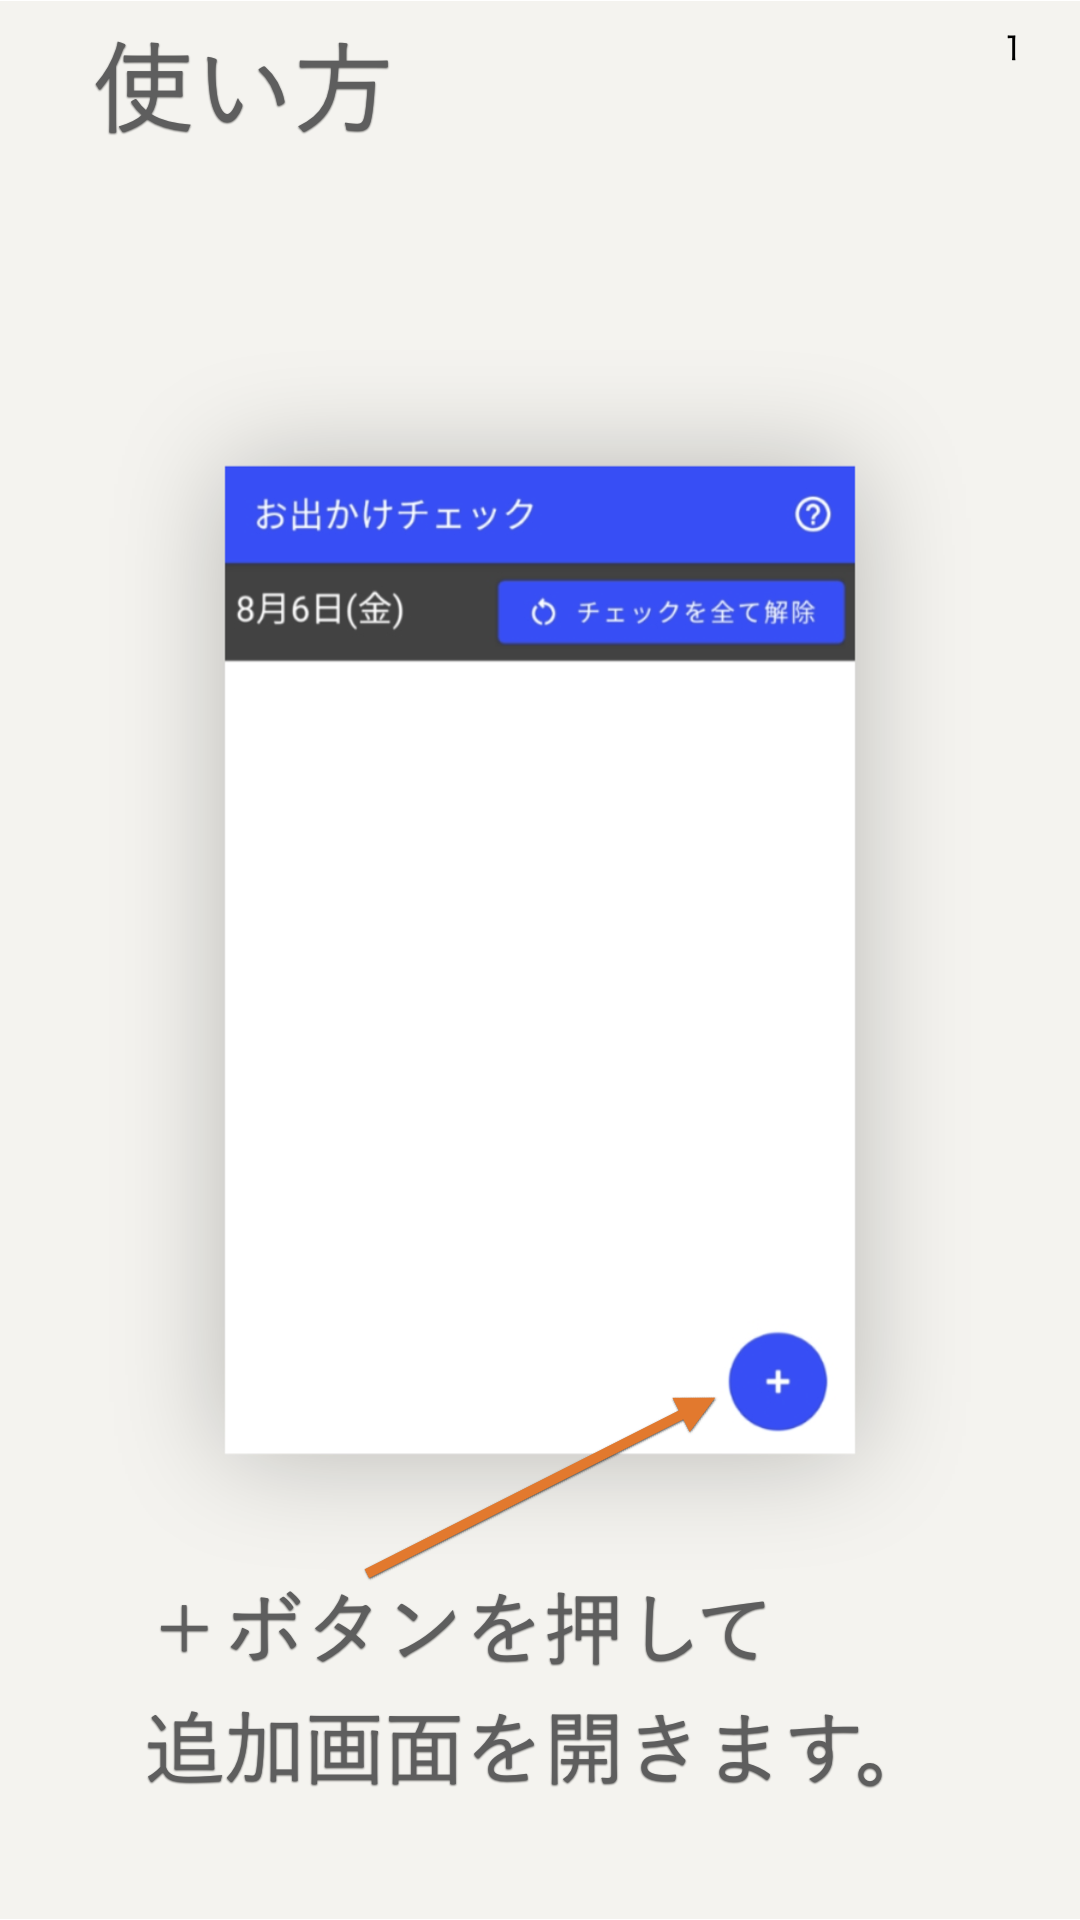 使い方
1
お出かけチェック
8月6日(金)
チェックを全て解除
+
＋ボタンを押して
追加画面を開きます。